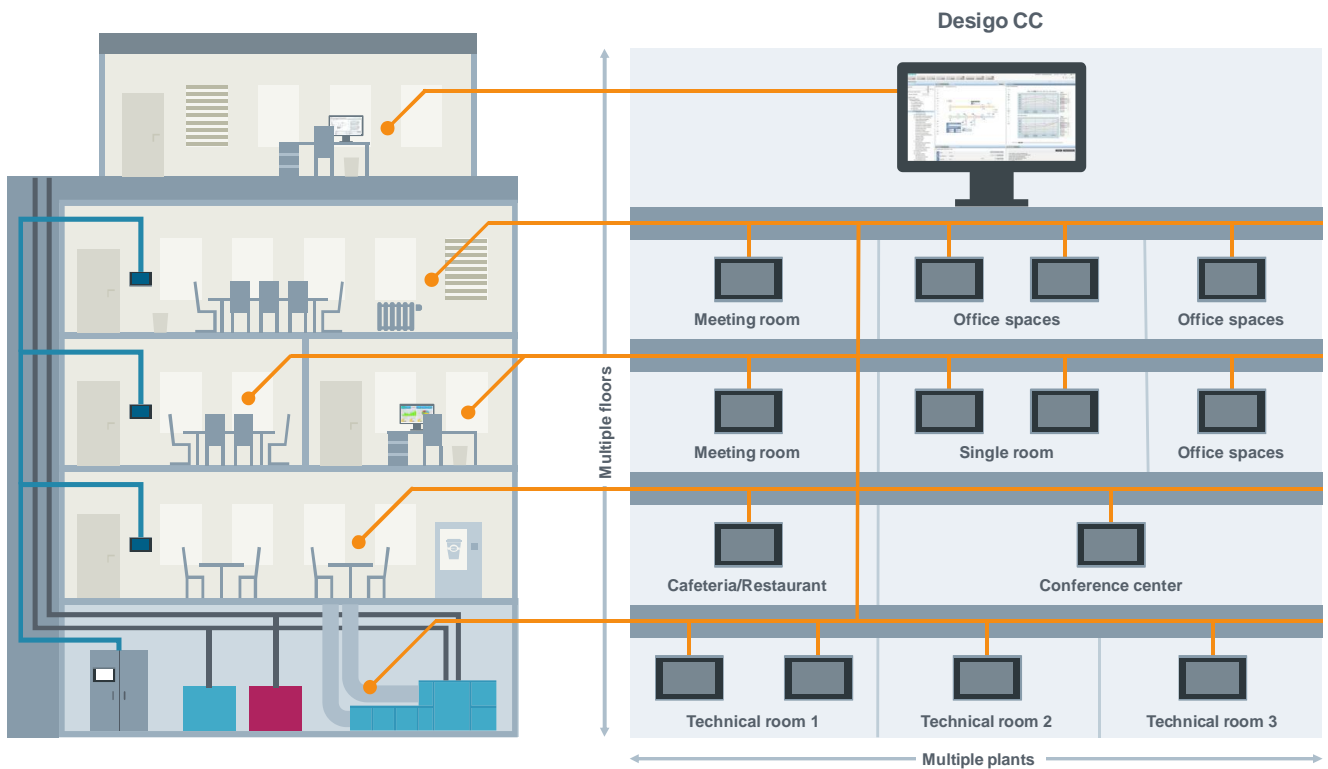 Desigo CC
Multiple floors
Meeting room
Office spaces
Office spaces
Meeting room
Single room
Office spaces
Cafeteria/Restaurant
Conference center
Technical room 1
Technical room 2
Technical room 3
Multiple plants